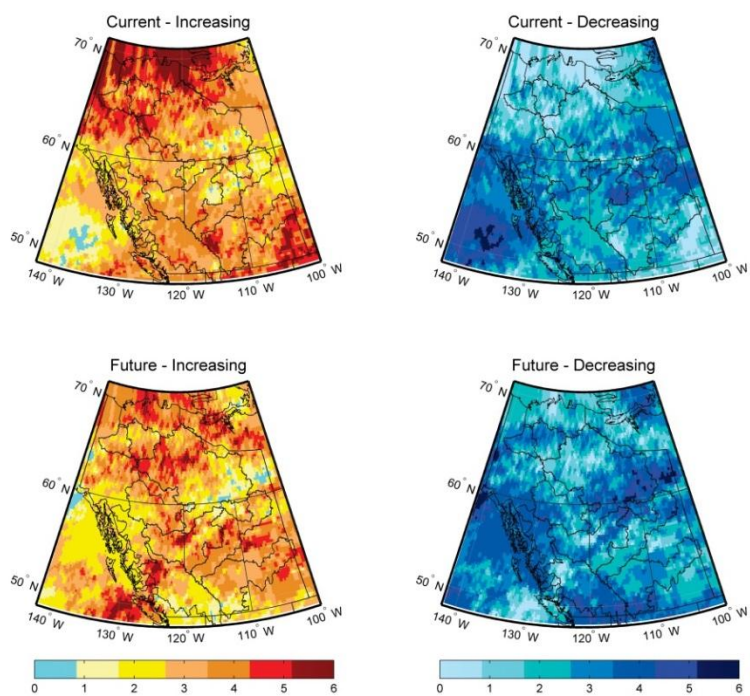 Current - Increasing
Current - Decreasing
70° N
60° N
50° N
140° W
130° W
120° W
110° W
100° W
70° N
60° N
50° N
140° W
130° W
120° W
110° W
100° W
Future - Increasing
Future - Decreasing
70° N
60° N
50° N
140° W
130° W
120° W
110° W
100° W
70° N
60° N
50° N
140° W
130° W
120° W
110° W
100° W
0 1 2 3 4 5 6
0 1 2 3 4 5 6